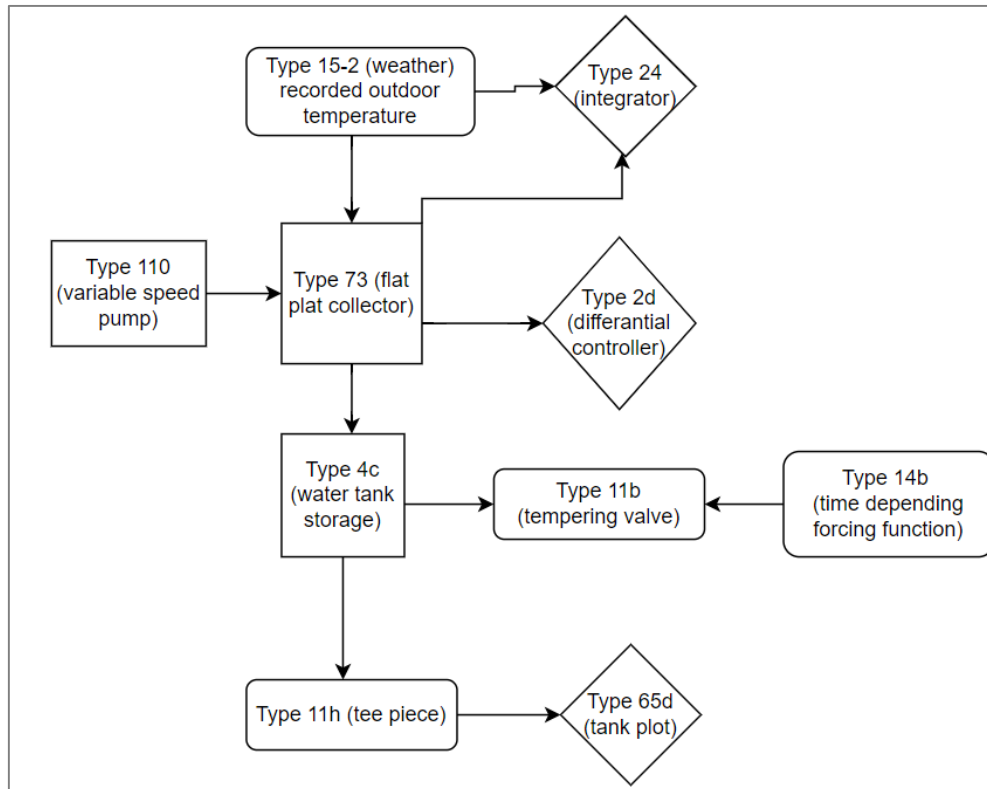 Type 15-2 (weather)
recorded outdoor
temperature
Type 24
(integrator)
Type 110
(variable speed
pump)
Type 73 (flat
plat collector)
Type 2d
(differantial
controller)
Type 4c
(water tank
storage)
Type 11b
(tempering valve)
Type 14b
(time depending
forcing function)
Type 11h (tee piece)
Type 65d
(tank plot)